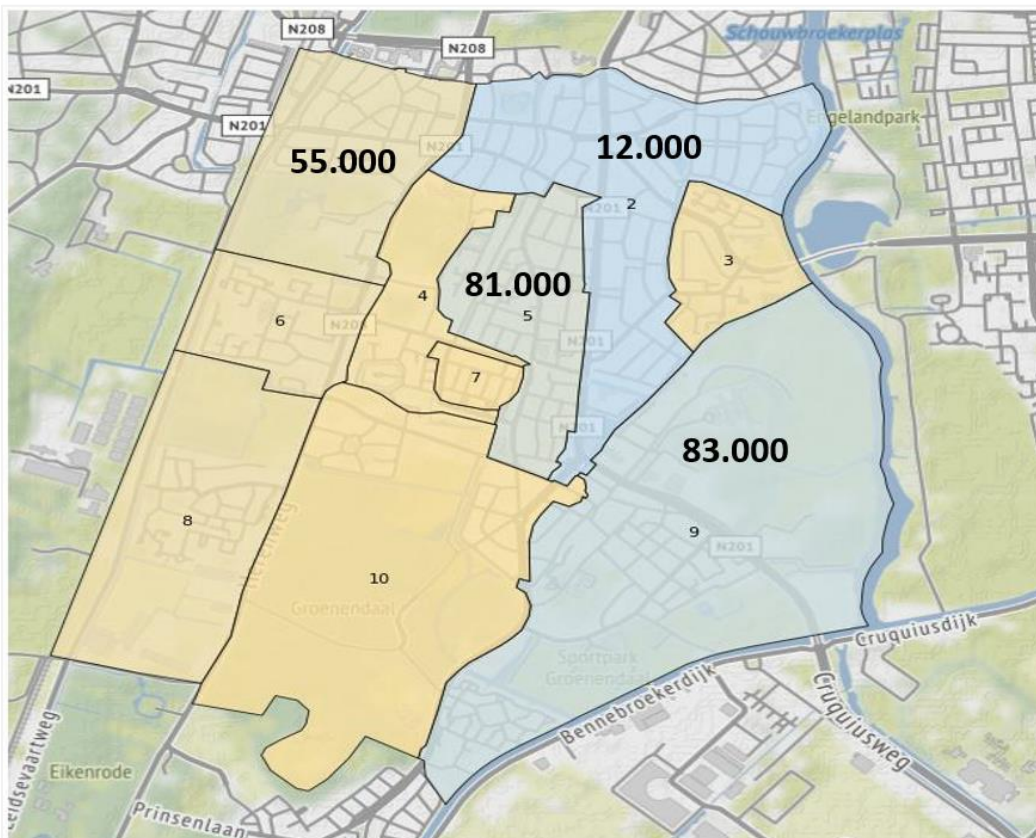 N208
N208
Schouwbroekerplas
N201
N201
Engelandpark
N201
55.000
12.000
N201
2
3
81.000
4
5
6
N201
7
83.000
N201
8
9
N201
Herenweg
10
Groenendaal
Sportpark
Groenendaal
Cruquiusdijk
Bennebroekerdijk
Cruquiusweg
Eikenrode
Prinsenlaan